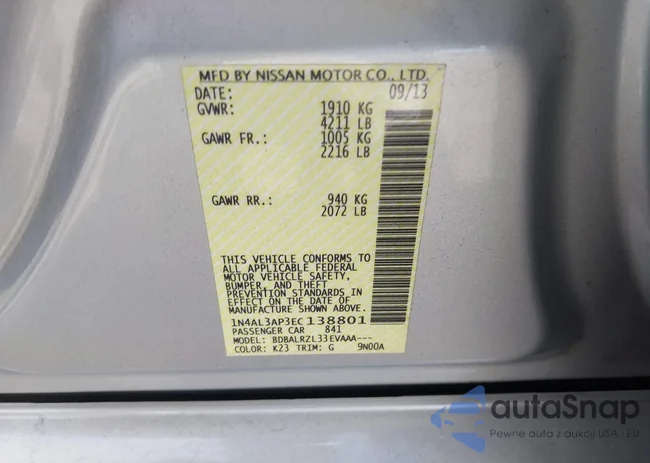 MFD BY NISSAN MOTOR CO., LTD.
DATE: 09/13
GVWR: 1910 KG
4211 LB
GAWR FR.: 1005 KG
2216 LB
GAWR RR.: 940 KG
2072 LB
THIS VEHICLE CONFORMS TO
ALL APPLICABLE FEDERAL
MOTOR VEHICLE SAFETY,
BUMPER, AND THEFT
PREVENTION STANDARDS IN
EFFECT ON THE DATE OF
MANUFACTURE SHOWN ABOVE.
1N4AL3AP3EC138801
PASSENGER CAR 841
MODEL: BDBALRZL33EVAAA---
COLOR: K23 TRIM: G 9N00A
autaSnap
Pewne auta z aukcji USA i EU